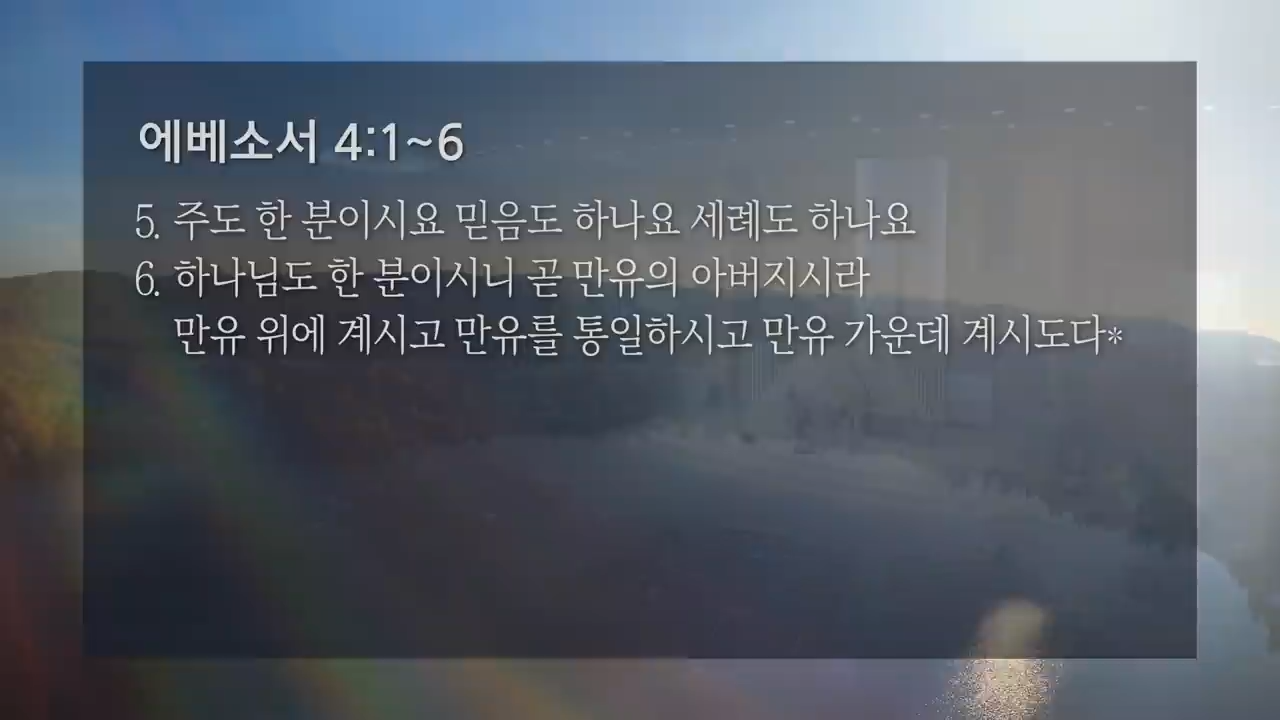 에베소서 4:1~6
5. 주도 한 분이시요 믿음도 하나요 세례도 하나요
6. 하나님도 한 분이시니 곧 만유의 아버지시라
만유 위에 계시고 만유를 통일하시고 만유 가운데 계시도다*